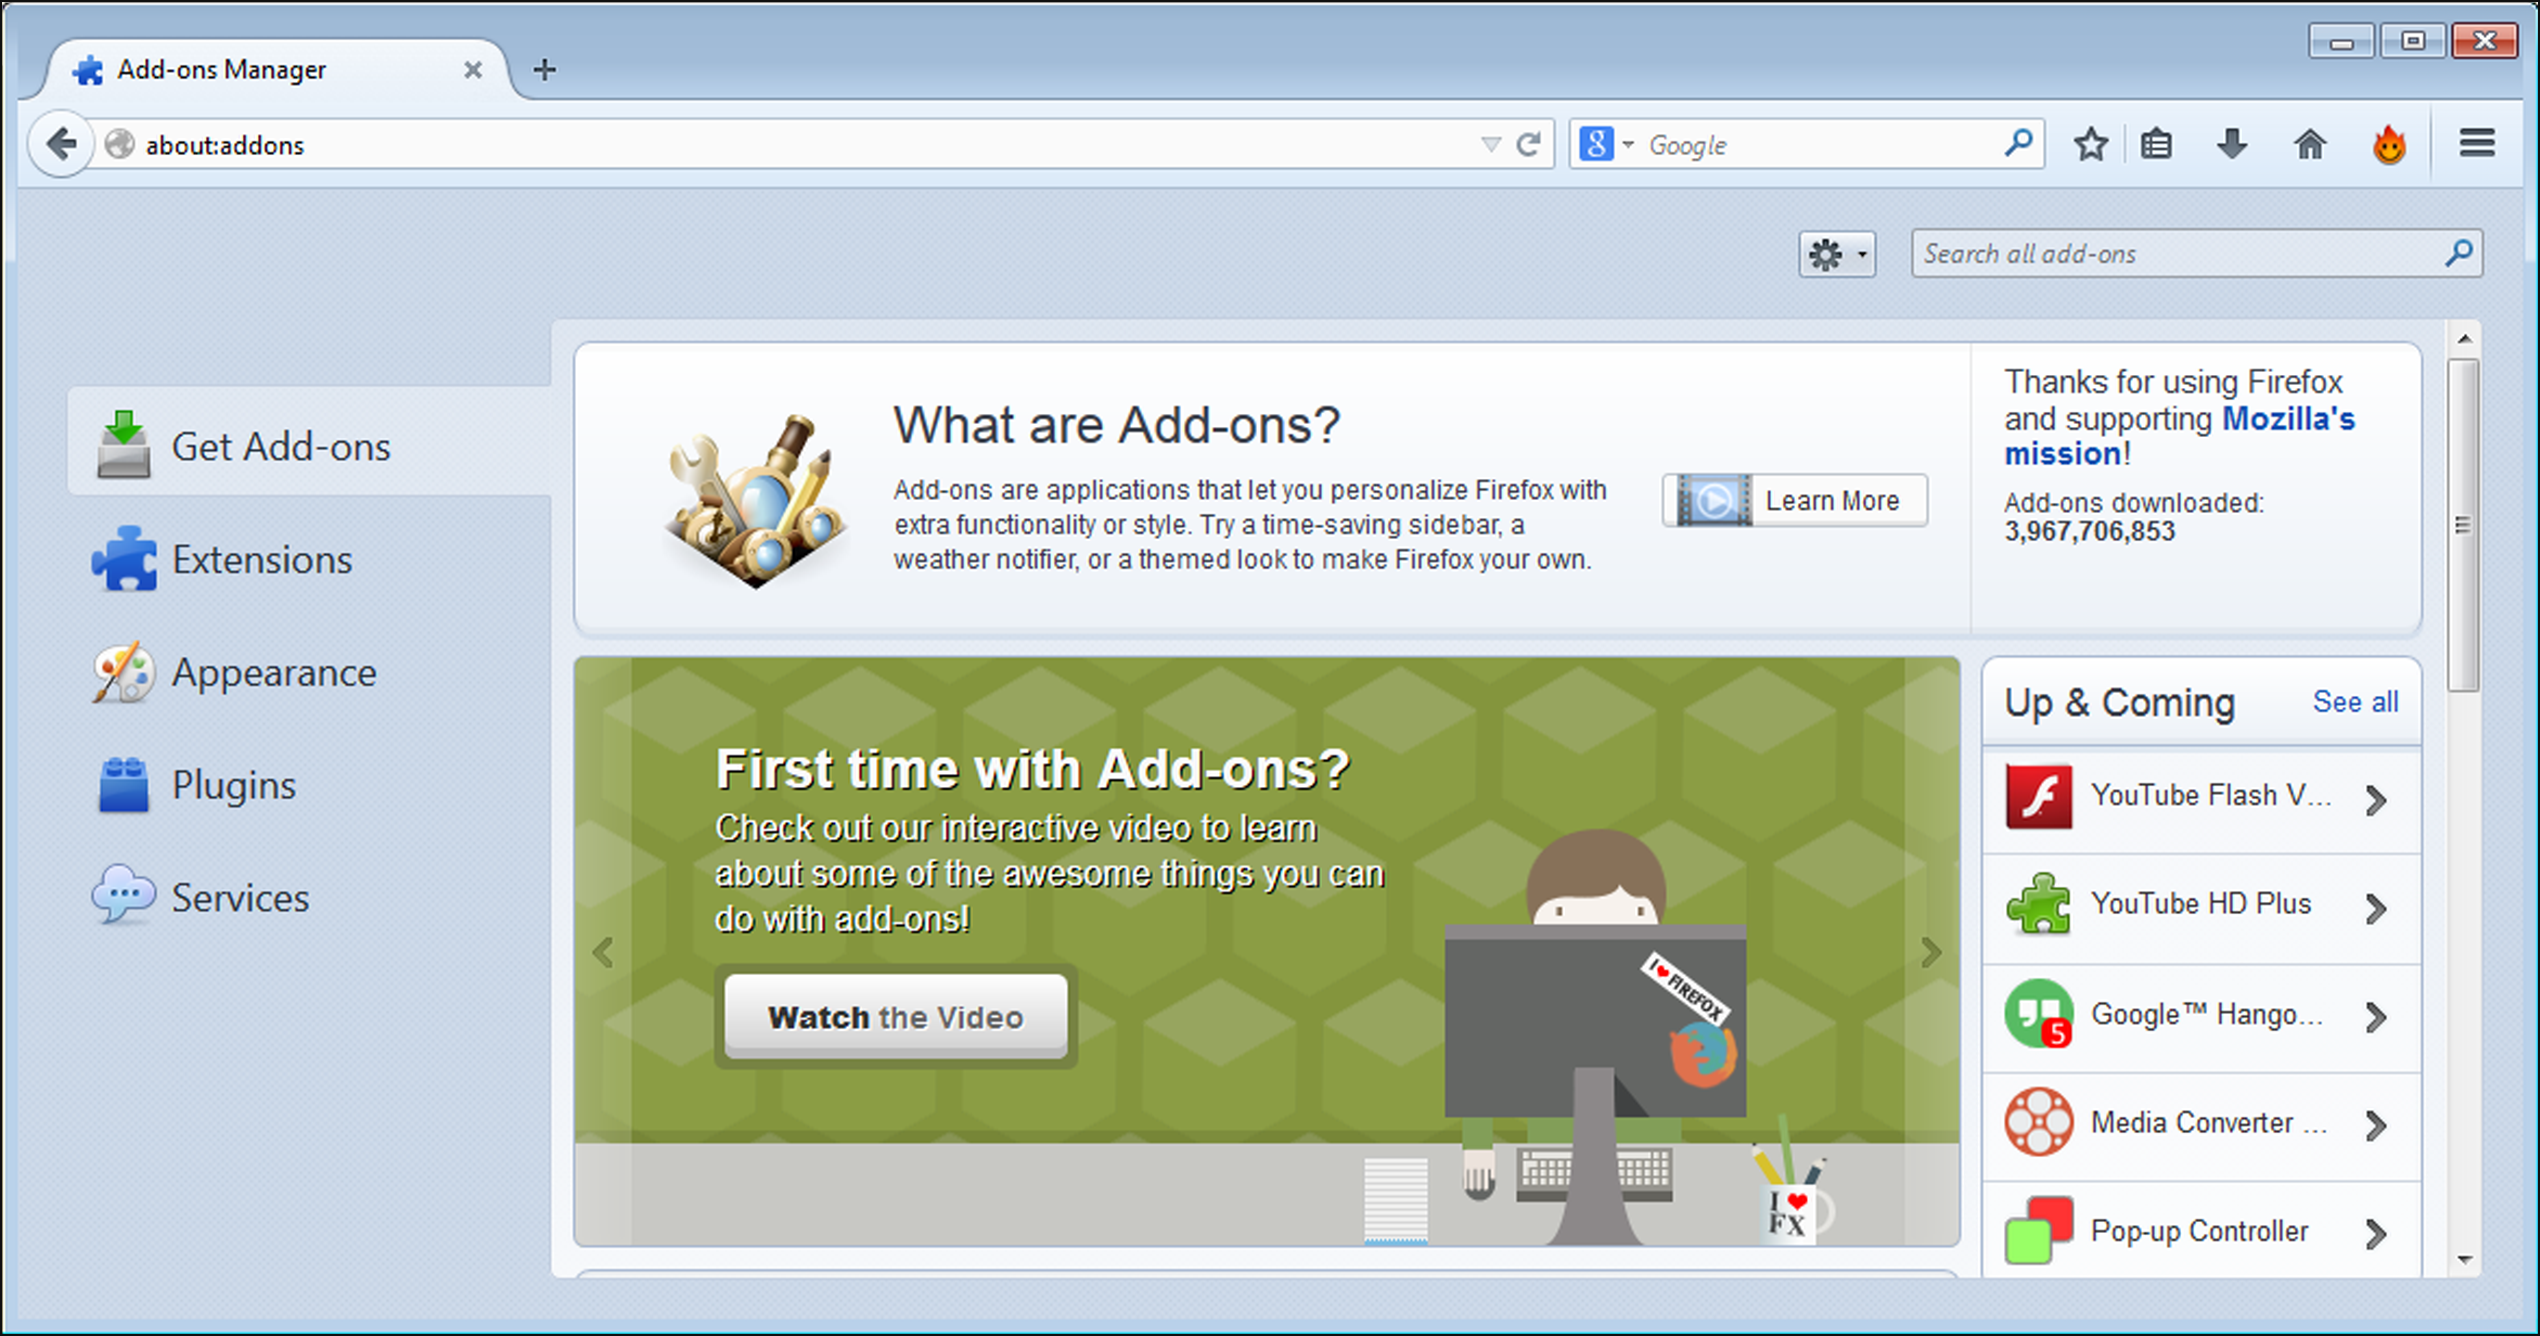 Add-ons Manager
about:addons
Google
Search all add-ons
Get Add-ons
Extensions
Appearance
Plugins
Services
What are Add-ons?
Add-ons are applications that let you personalize Firefox with
extra functionality or style. Try a time-saving sidebar, a
weather notifier, or a themed look to make Firefox your own.
Learn More
Thanks for using Firefox
and supporting Mozilla's
mission!
Add-ons downloaded:
3,967,706,853
First time with Add-ons?
Check out our interactive video to learn
about some of the awesome things you can
do with add-ons!
Watch the Video
I ♥ FIREFOX
I ♥
FX
Up & Coming See all
YouTube Flash V...
YouTube HD Plus
Google™ Hango...
5
Media Converter ...
Pop-up Controller